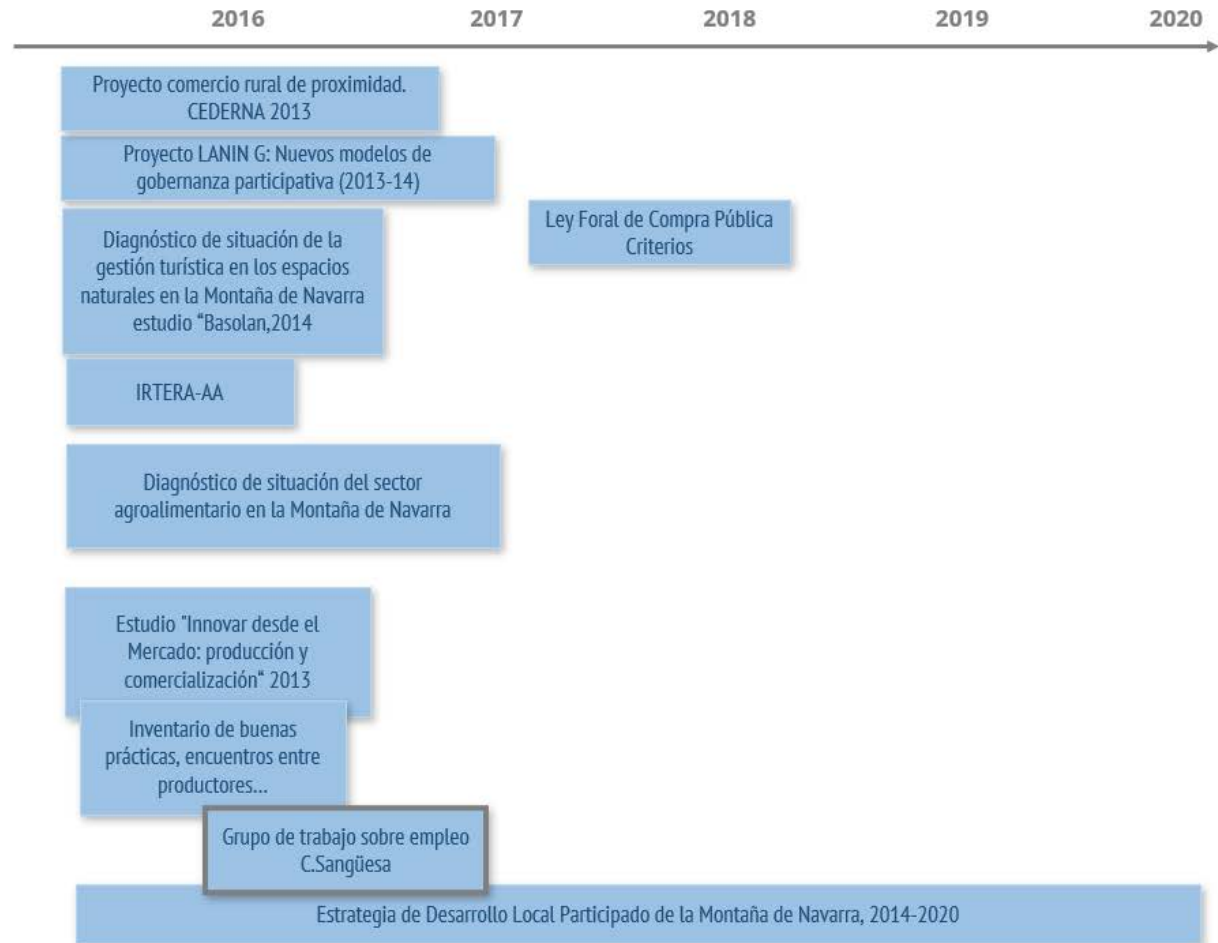 2016 2017 2018 2019 2020
Proyecto comercio rural de proximidad.
CEDERNA 2013
Proyecto LANIN G: Nuevos modelos de
gobernanza participativa (2013-14)
Ley Foral de Compra Pública
Criterios
Diagnóstico de situación de la
gestión turística en los espacios
naturales en la Montaña de Navarra
estudio “Basolan,2014
IRTERA-AA
Diagnóstico de situación del sector
agroalimentario en la Montaña de Navarra
Estudio "Innovar desde el
Mercado: producción y
comercialización“ 2013
Inventario de buenas
prácticas, encuentros entre
productores...
Grupo de trabajo sobre empleo
C.Sangüesa
Estrategia de Desarrollo Local Participado de la Montaña de Navarra, 2014-2020